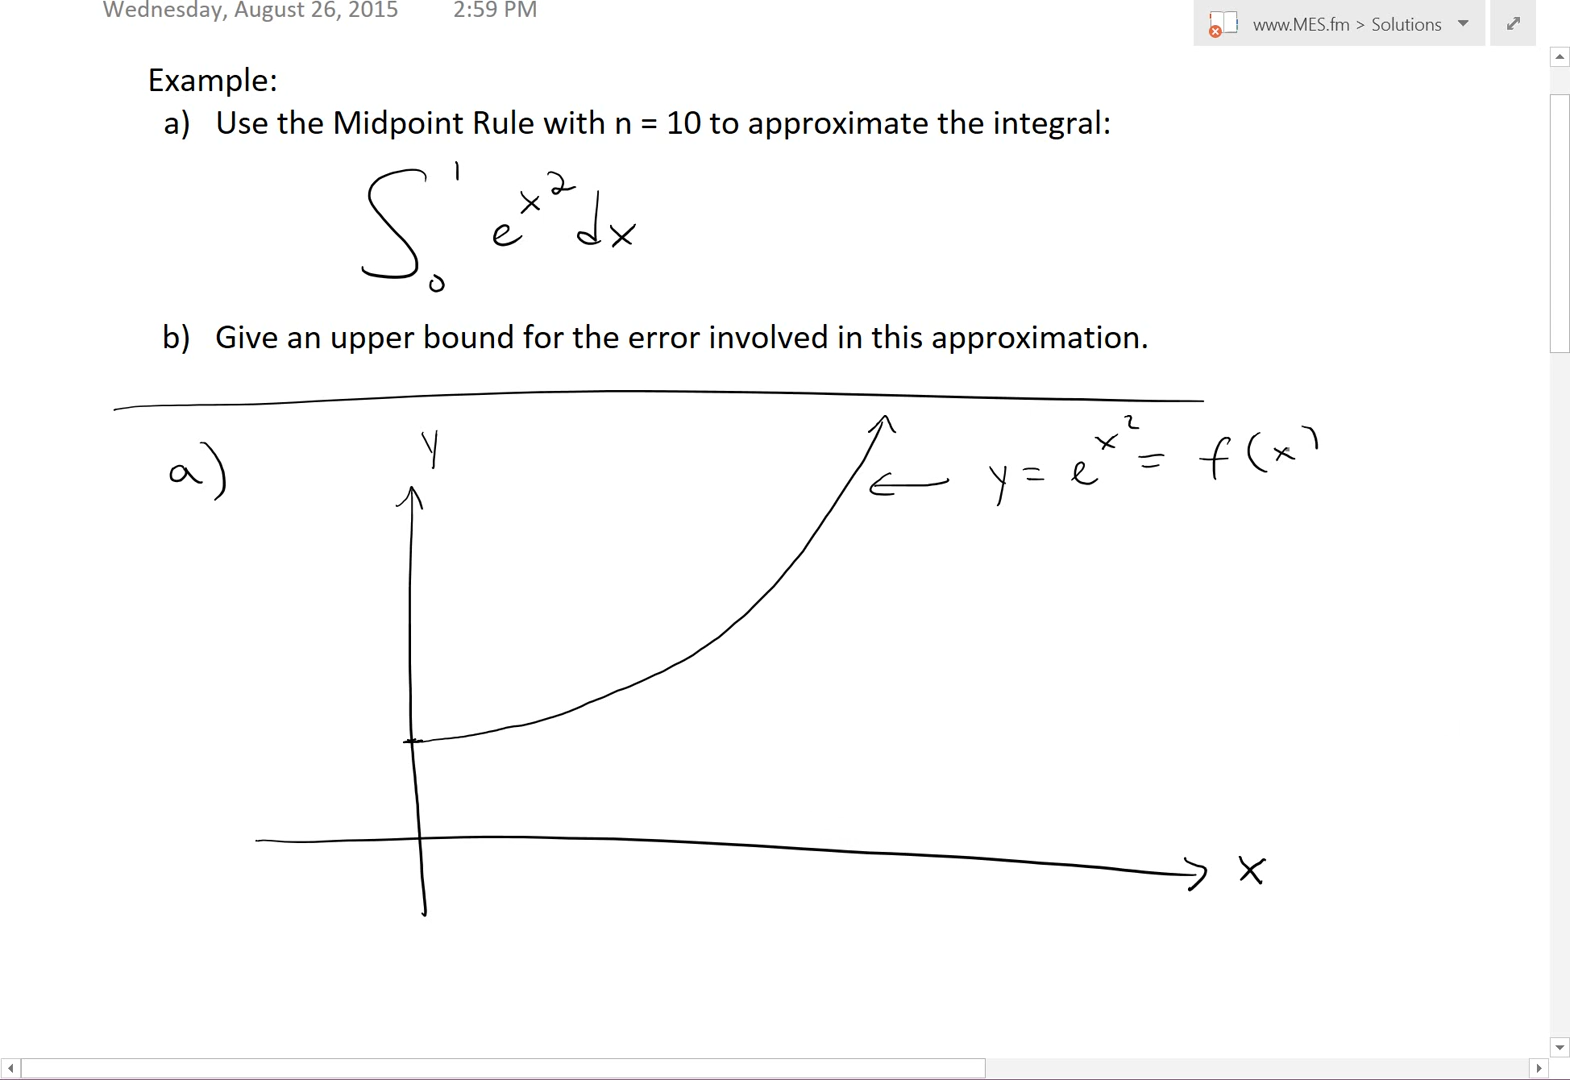 Wednesday, August 26, 2015 2:59 PM
www.MES.fm > Solutions
Example:
a) Use the Midpoint Rule with n = 10 to approximate the integral:
∫₀¹ e^x² dx
b) Give an upper bound for the error involved in this approximation.
a)
y
y = e^x² = f(x)
x